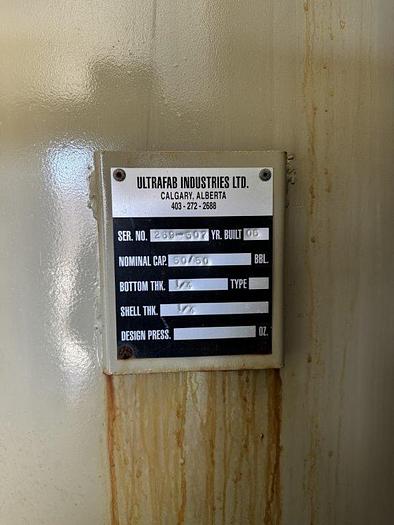 ULTRAFAB INDUSTRIES LTD.
CALGARY, ALBERTA
403-272-2688
SER. NO. 269-507 YR. BUILT 06
NOMINAL CAP. 50/50 BBL.
BOTTOM THK. 1/4 TYPE
SHELL THK. 1/4
DESIGN PRESS. OZ.